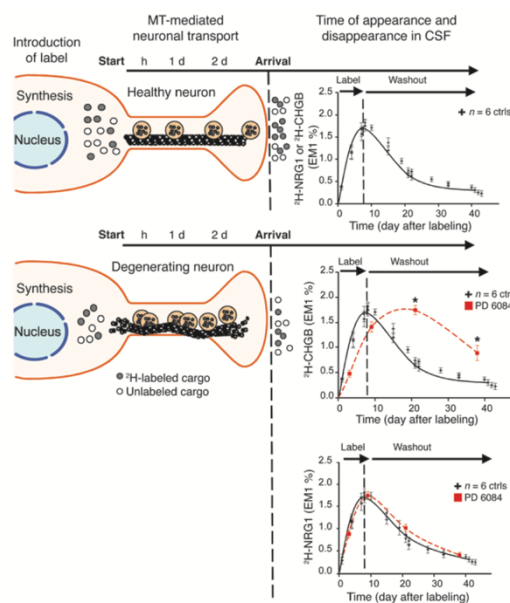 Introduction
of label
MT-mediated
neuronal transport
Time of appearance and
disappearance in CSF
Start h 1 d 2 d Arrival
Synthesis
Nucleus
Healthy neuron
Label Washout
n = 6 ctrls
²H-NRG1 or ²H-CHGB
(EM1 %)
2.5
2.0
1.5
1.0
0.5
0.0
0 10 20 30 40
Time (day after labeling)
Start h 1 d 2 d Arrival
Synthesis
Nucleus
Degenerating neuron
²H-labeled cargo
Unlabeled cargo
Label Washout
n = 6 ctrls
PD 6084
²H-CHGB (EM1 %)
2.5
2.0
1.5
1.0
0.5
0.0
* *
0 10 20 30 40
Time (day after labeling)
Label Washout
n = 6 ctrls
PD 6084
²H-NRG1 (EM1 %)
2.5
2.0
1.5
1.0
0.5
0.0
0 10 20 30 40
Time (day after labeling)